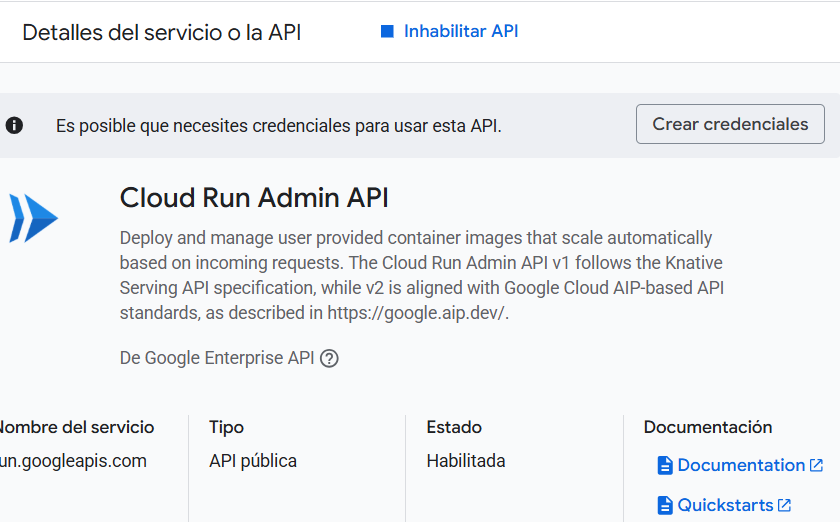 Detalles del servicio o la API
Inhabilitar API
Es posible que necesites credenciales para usar esta API.
Crear credenciales
Cloud Run Admin API
Deploy and manage user provided container images that scale automatically
based on incoming requests. The Cloud Run Admin API v1 follows the Knative
Serving API specification, while v2 is aligned with Google Cloud AIP-based API
standards, as described in https://google.aip.dev/.
De Google Enterprise API
Nombre del servicio
un.googleapis.com
Tipo
API pública
Estado
Habilitada
Documentación
Documentation
Quickstarts